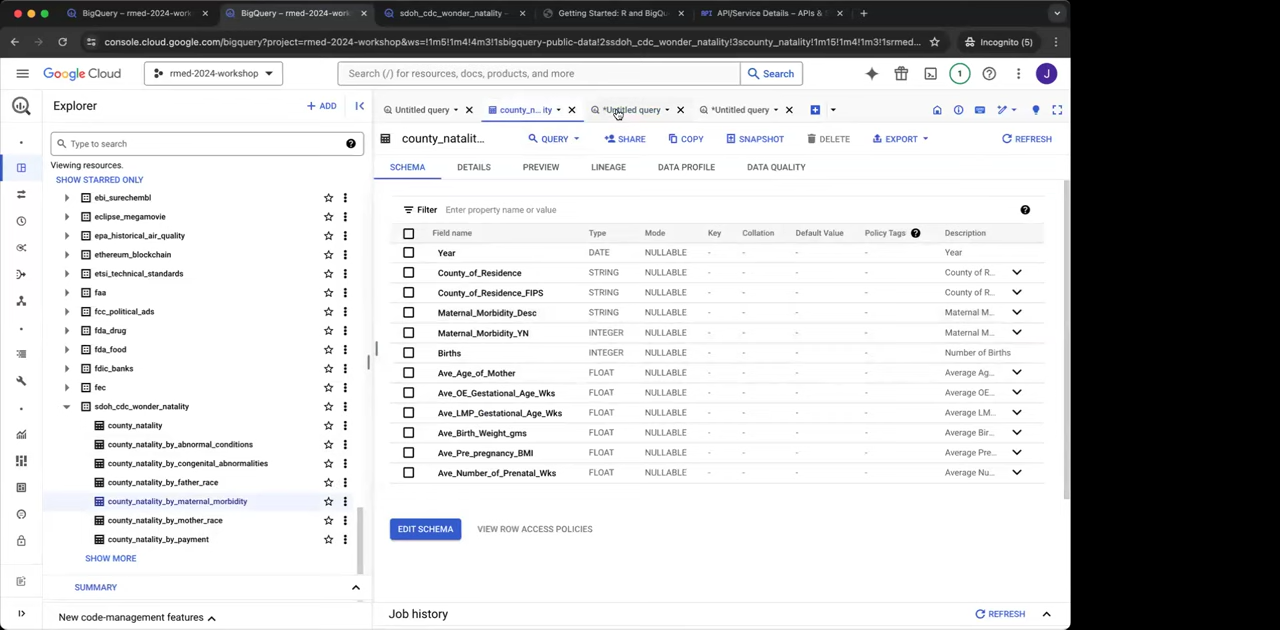 BigQuery – rmed-2024-work
BigQuery – rmed-2024-work
sdoh_cdc_wonder_natality –
Getting Started: R and BigQu
API/Service Details – APIs &
console.cloud.google.com/bigquery?project=rmed-2024-workshop&ws=!1m5!1m4!4m3!1sbigquery-public-data!2ssdoh_cdc_wonder_natality!3scounty_natality!1m15!1m4!1m3!1srmed...
Incognito (5)
Google Cloud
rmed-2024-workshop
Search (/) for resources, docs, products, and more
Search
1
J
Explorer
+ ADD
Untitled query
county_n... ity
*Untitled query
*Untitled query
Type to search
county_natalit...
QUERY
SHARE
COPY
SNAPSHOT
DELETE
EXPORT
REFRESH
Viewing resources.
SHOW STARRED ONLY
SCHEMA
DETAILS
PREVIEW
LINEAGE
DATA PROFILE
DATA QUALITY
ebi_surechembl
eclipse_megamovie
epa_historical_air_quality
ethereum_blockchain
etsi_technical_standards
faa
fcc_political_ads
fda_drug
fda_food
fdic_banks
fec
sdoh_cdc_wonder_natality
county_natality
county_natality_by_abnormal_conditions
county_natality_by_congenital_abnormalities
county_natality_by_father_race
county_natality_by_maternal_morbidity
county_natality_by_mother_race
county_natality_by_payment
SHOW MORE
SUMMARY
New code-management features
Filter Enter property name or value
Field name Type Mode Key Collation Default Value Policy Tags Description
Year DATE NULLABLE - - - - Year
County_of_Residence STRING NULLABLE - - - - County of R...
County_of_Residence_FIPS STRING NULLABLE - - - - County of R...
Maternal_Morbidity_Desc STRING NULLABLE - - - - Maternal M...
Maternal_Morbidity_YN INTEGER NULLABLE - - - - Maternal M...
Births INTEGER NULLABLE - - - - Number of Births
Ave_Age_of_Mother FLOAT NULLABLE - - - - Average Ag...
Ave_OE_Gestational_Age_Wks FLOAT NULLABLE - - - - Average OE...
Ave_LMP_Gestational_Age_Wks FLOAT NULLABLE - - - - Average LM...
Ave_Birth_Weight_gms FLOAT NULLABLE - - - - Average Bir...
Ave_Pre_pregnancy_BMI FLOAT NULLABLE - - - - Average Pre...
Ave_Number_of_Prenatal_Wks FLOAT NULLABLE - - - - Average Nu...
EDIT SCHEMA
VIEW ROW ACCESS POLICIES
Job history
REFRESH